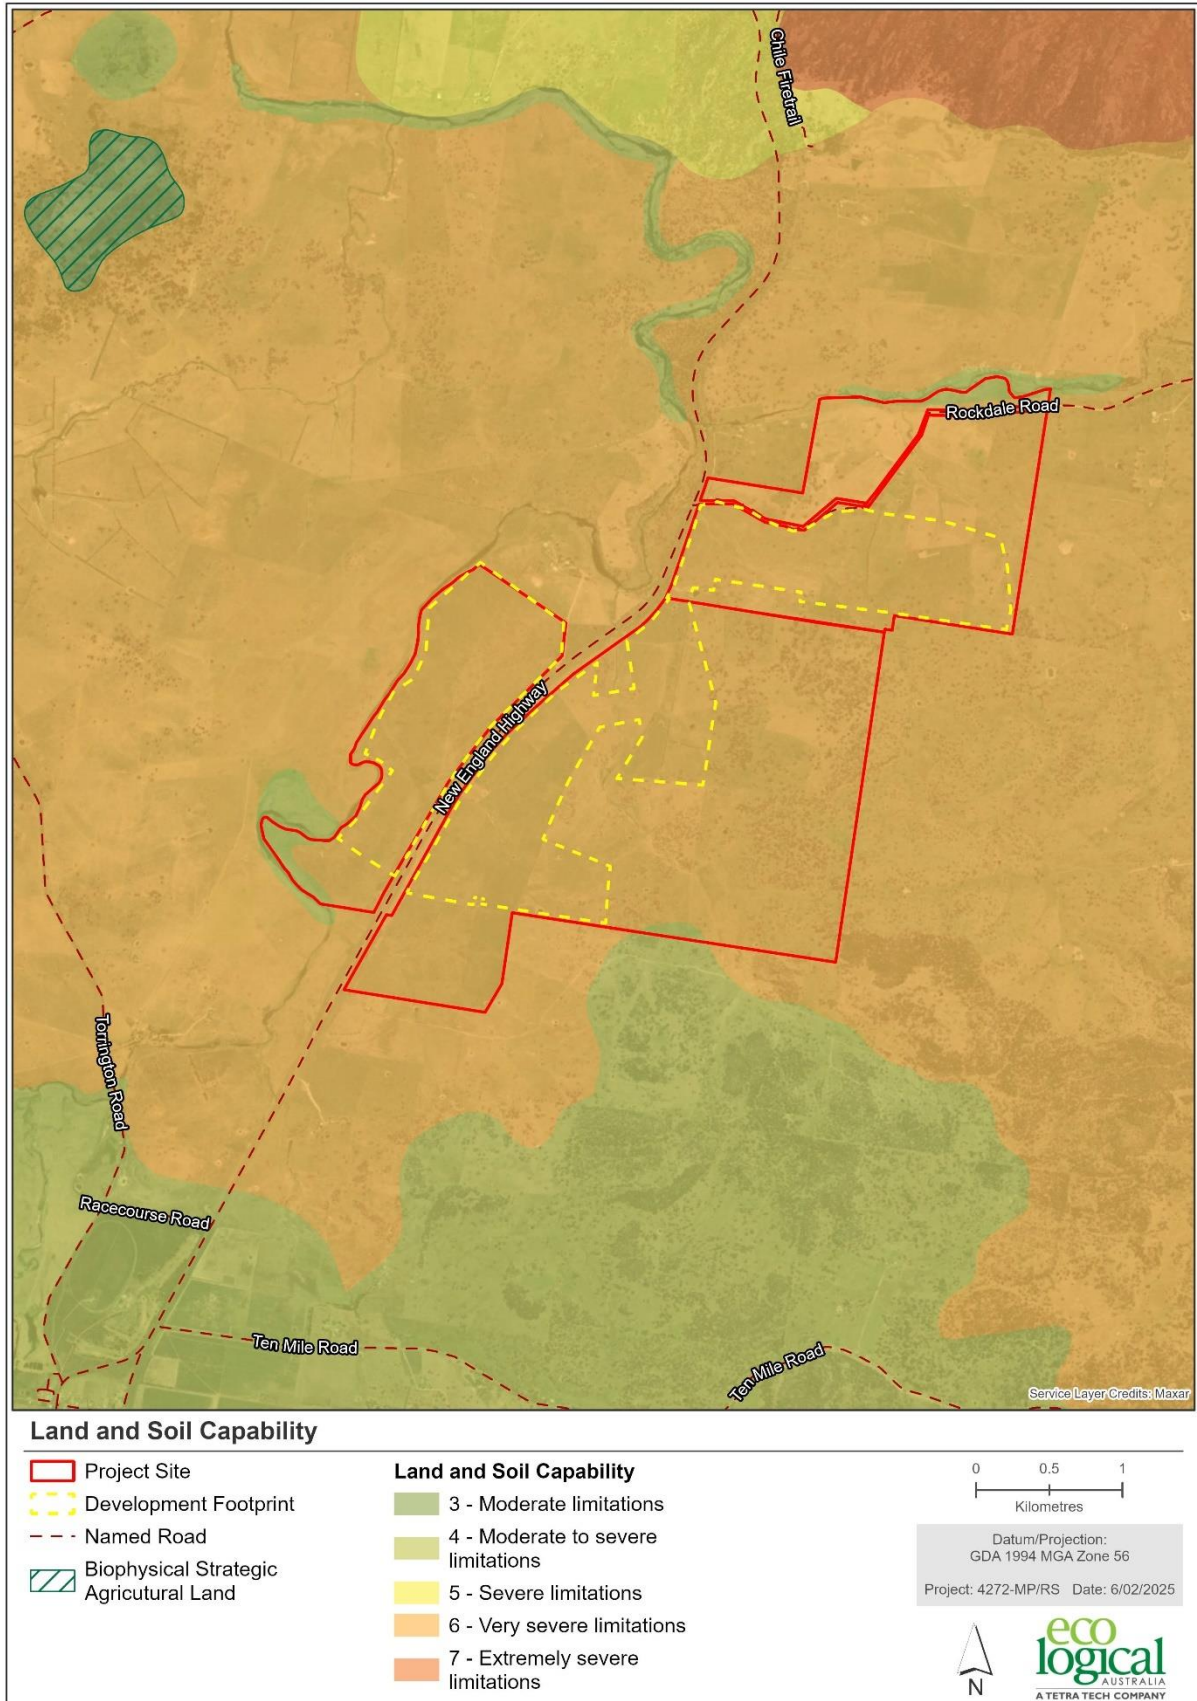 Chile Firetrail
Rockdale Road
New England Highway
Torrington Road
Racecourse Road
Ten Mile Road
Ten Mile Road
Service Layer Credits: Maxar
Land and Soil Capability
Project Site
Development Footprint
Named Road
Biophysical Strategic
Agricutural Land
Land and Soil Capability
3 - Moderate limitations
4 - Moderate to severe
limitations
5 - Severe limitations
6 - Very severe limitations
7 - Extremely severe
limitations
0 0.5 1
Kilometres
Datum/Projection:
GDA 1994 MGA Zone 56
Project: 4272-MP/RS Date: 6/02/2025
N
eco
logical
AUSTRALIA
A TETRA TECH COMPANY